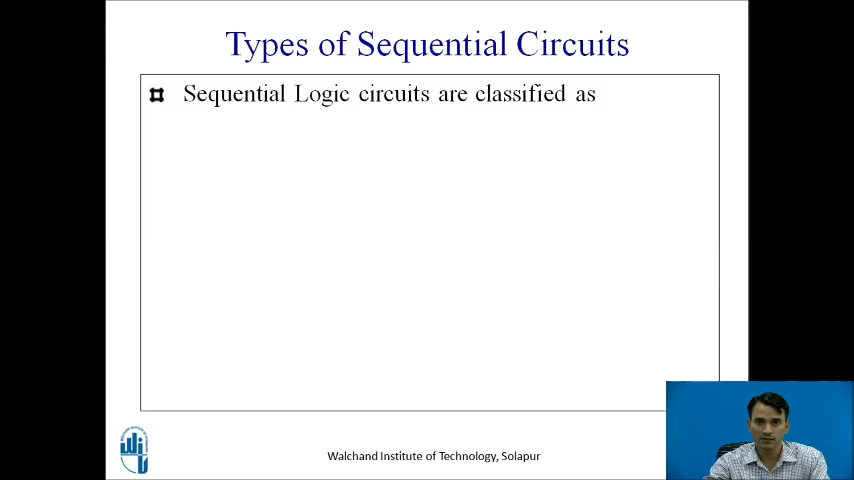 Types of Sequential Circuits
Sequential Logic circuits are classified as
Walchand Institute of Technology, Solapur